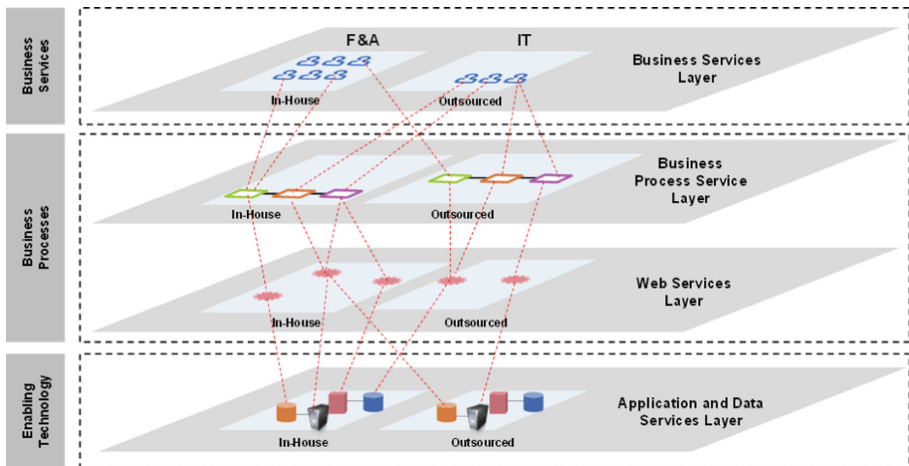 Business
Services
F&A
IT
Business Services
Layer
In-House
Outsourced
Business
Processes
Business
Process Service
Layer
In-House
Outsourced
Web Services
Layer
In-House
Outsourced
Enabling
Technology
Application and Data
Services Layer
In-House
Outsourced